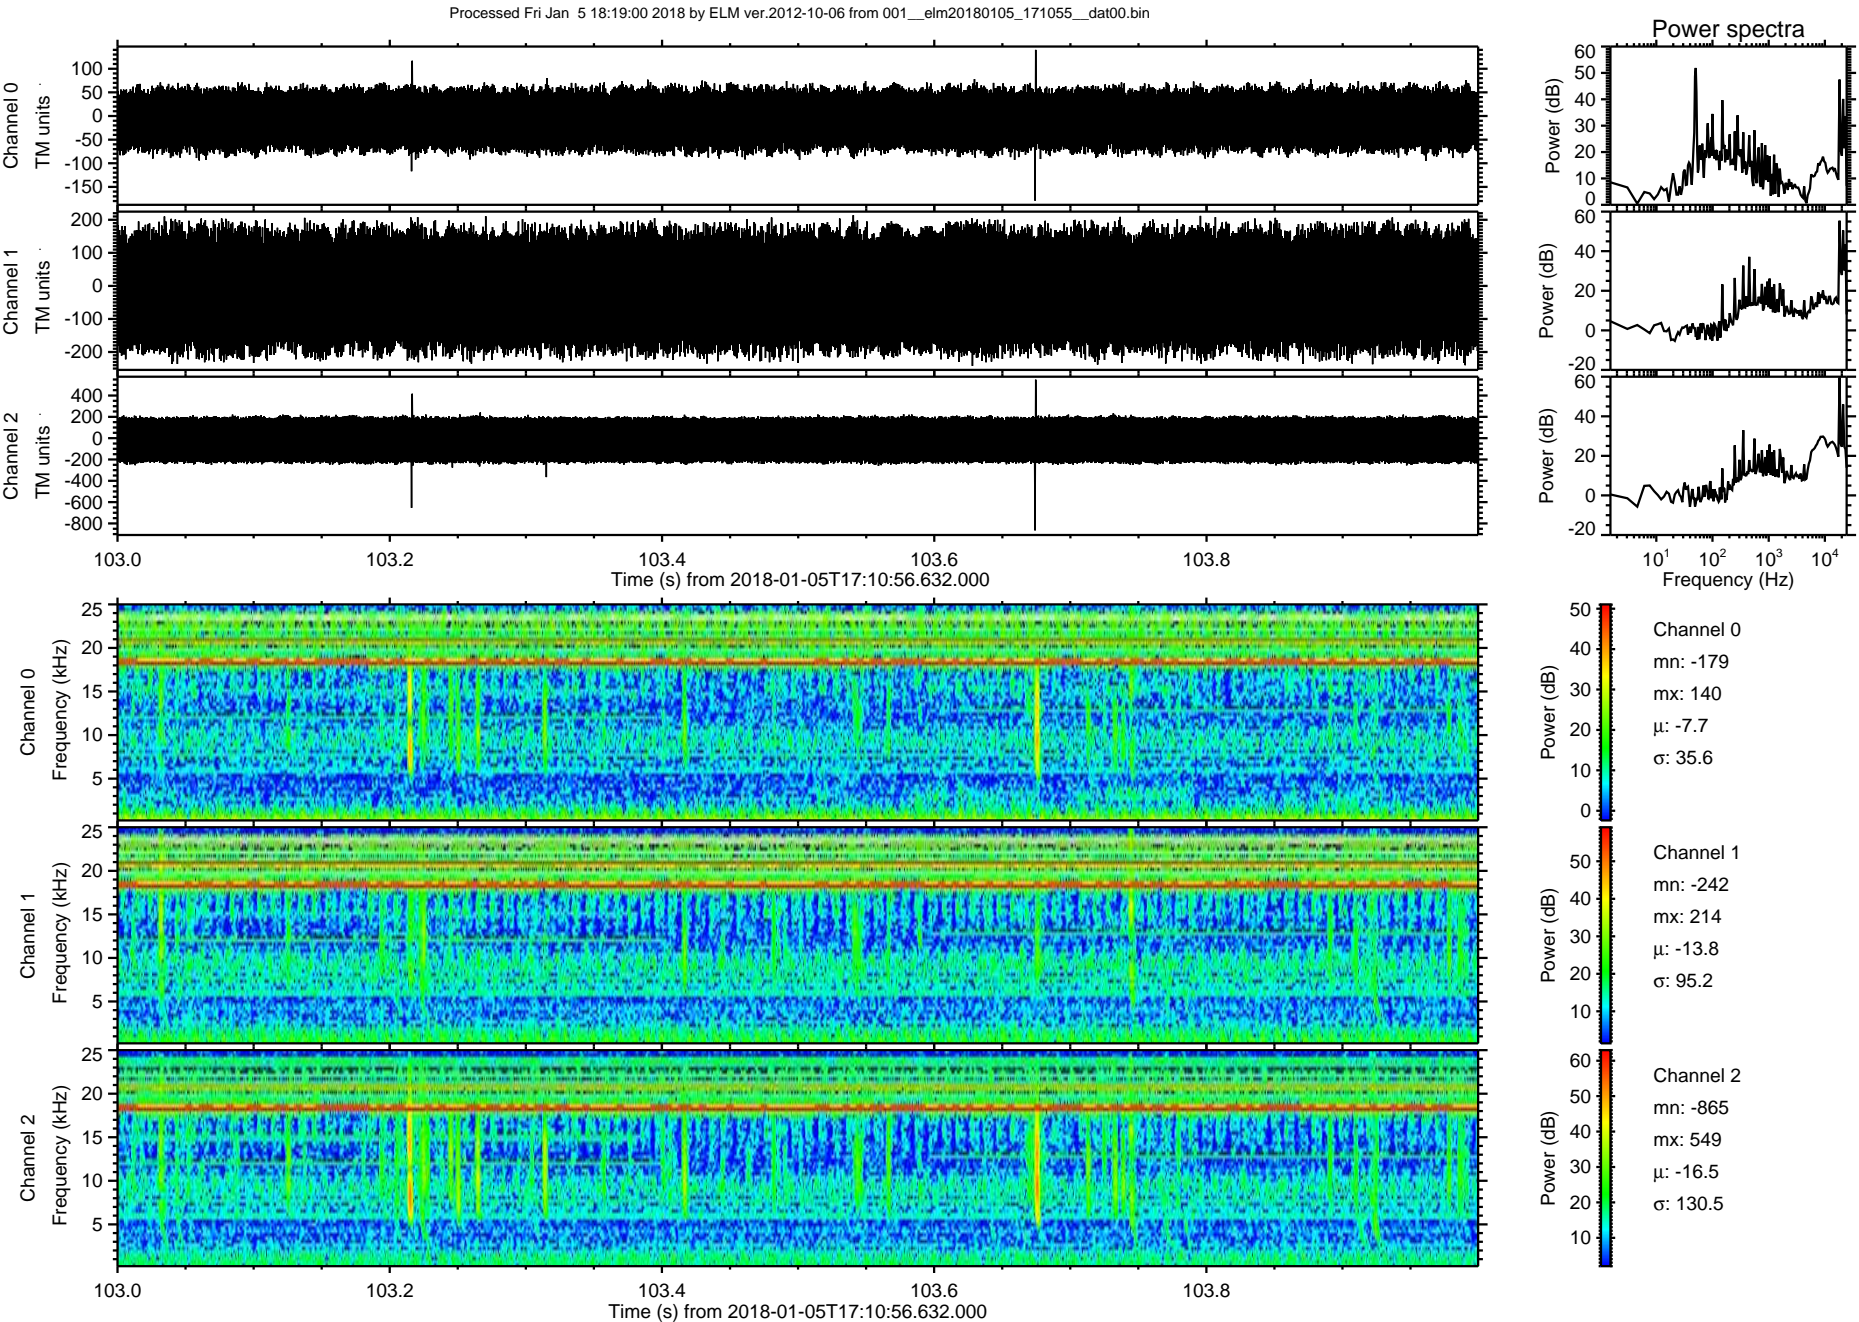 Processed Fri Jan  5 18:19:00 2018 by ELM ver.2012-10-06 from 001__elm20180105_171055__dat00.bin
Power spectra
Channel 0
TM units
100
50
0
-50
-100
-150
Power (dB)
60
50
40
30
20
10
0
Channel 1
TM units
200
100
0
-100
-200
Power (dB)
60
40
20
0
-20
Channel 2
TM units
400
200
0
-200
-400
-600
-800
Power (dB)
60
40
20
0
-20
103.0 103.2 103.4 103.6 103.8
Time (s) from 2018-01-05T17:10:56.632.000
10¹ 10² 10³ 10⁴
Frequency (Hz)
Channel 0
Frequency (kHz)
25
20
15
10
5
Power (dB)
50
40
30
20
10
0
Channel 0
mn: -179
mx: 140
µ: -7.7
σ: 35.6
Channel 1
Frequency (kHz)
25
20
15
10
5
Power (dB)
50
40
30
20
10
Channel 1
mn: -242
mx: 214
µ: -13.8
σ: 95.2
Channel 2
Frequency (kHz)
25
20
15
10
5
Power (dB)
60
50
40
30
20
10
Channel 2
mn: -865
mx: 549
µ: -16.5
σ: 130.5
103.0 103.2 103.4 103.6 103.8
Time (s) from 2018-01-05T17:10:56.632.000